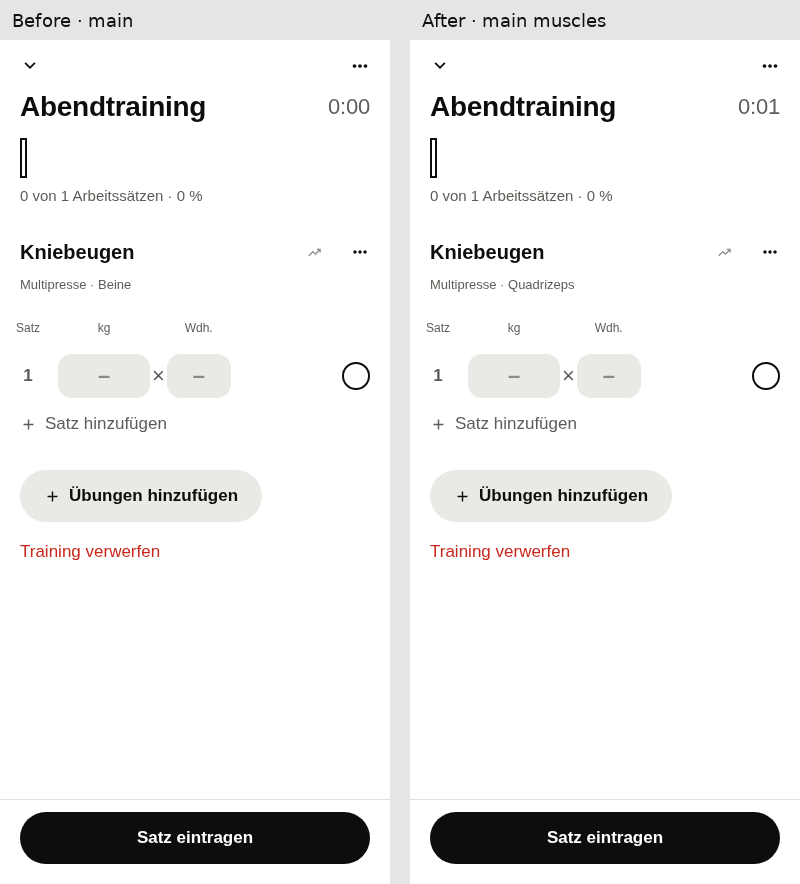 Before · main
Abendtraining 0:00
0 von 1 Arbeitssätzen · 0 %
Kniebeugen
Multipresse · Beine
Satz kg Wdh.
1 – × –
+ Satz hinzufügen
+ Übungen hinzufügen
Training verwerfen
Satz eintragen
After · main muscles
Abendtraining 0:01
0 von 1 Arbeitssätzen · 0 %
Kniebeugen
Multipresse · Quadrizeps
Satz kg Wdh.
1 – × –
+ Satz hinzufügen
+ Übungen hinzufügen
Training verwerfen
Satz eintragen